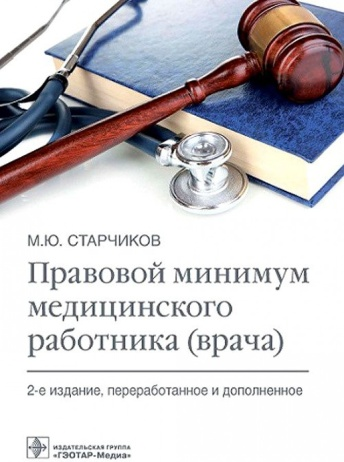 М.Ю. СТАРЧИКОВ
Правовой минимум
медицинского
работника (врача)
2-е издание, переработанное и дополненное
ИЗДАТЕЛЬСКАЯ ГРУППА
«ГЭОТАР-Медиа»